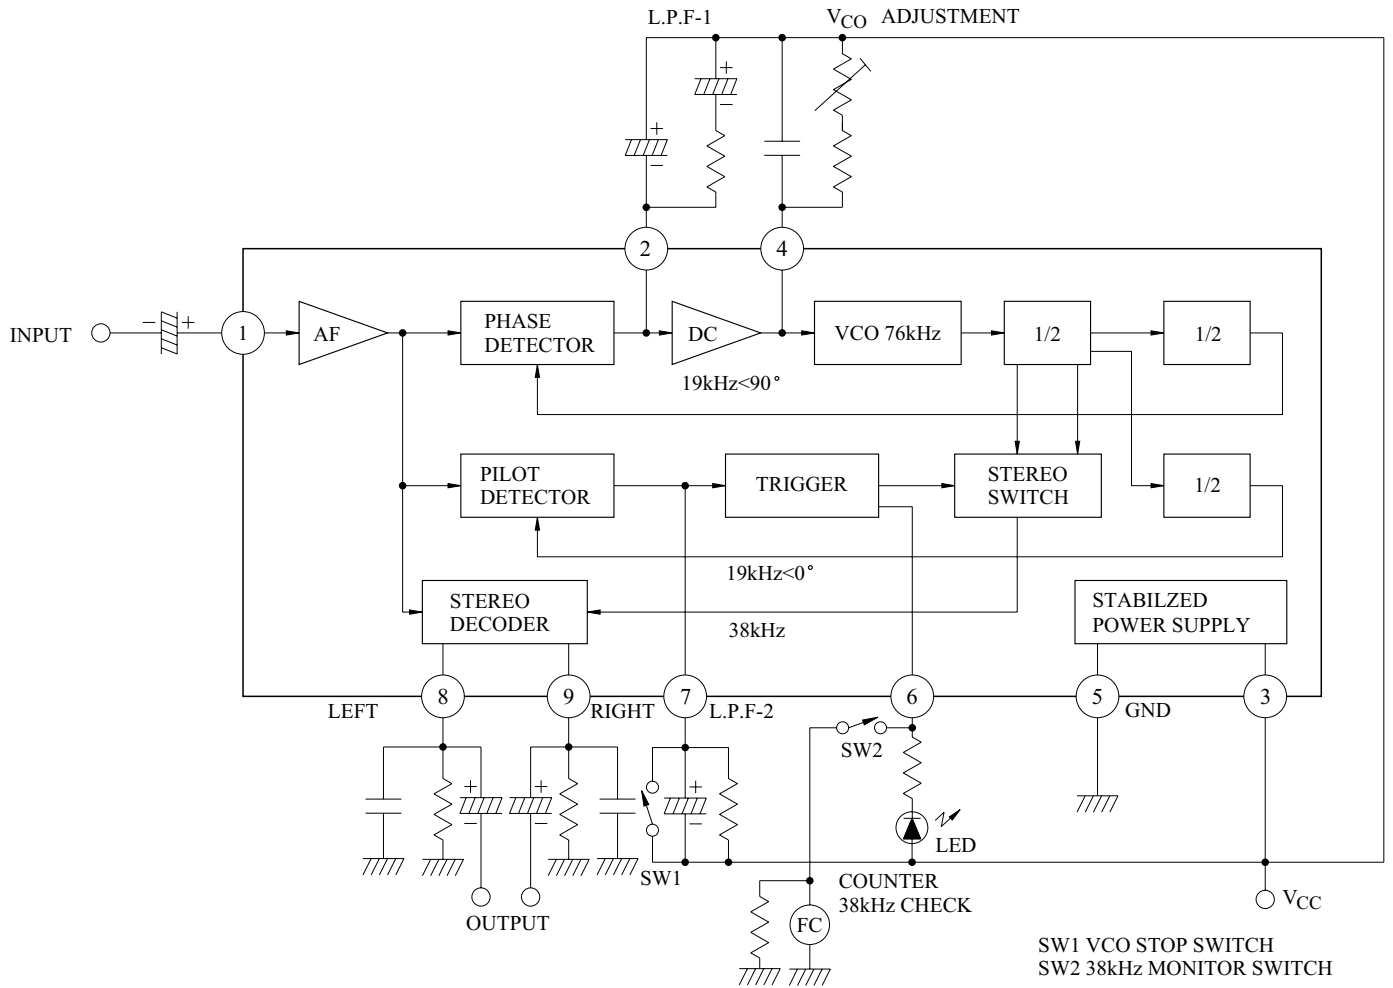 L.P.F-1
VCO ADJUSTMENT
+
+
−
−
2
4
INPUT
− +
1
AF
PHASE
DETECTOR
DC
VCO 76kHz
1/2
1/2
19kHz<90°
PILOT
DETECTOR
TRIGGER
STEREO
SWITCH
1/2
19kHz<0°
STEREO
DECODER
38kHz
STABILZED
POWER SUPPLY
LEFT
8
9
RIGHT
7
L.P.F-2
6
5
GND
3
SW2
+
−
+
−
+
−
LED
SW1
OUTPUT
COUNTER
38kHz CHECK
FC
VCC
SW1 VCO STOP SWITCH
SW2 38kHz MONITOR SWITCH